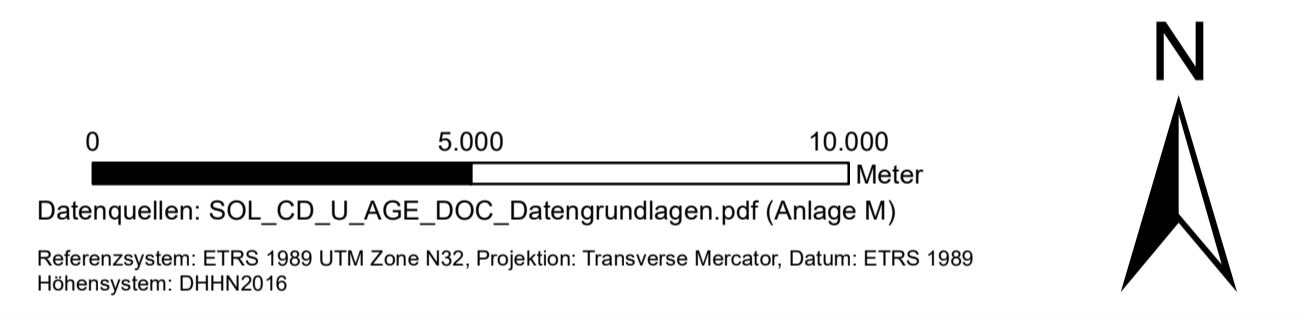 N
0 5.000 10.000
Meter
Datenquellen: SOL_CD_U_AGE_DOC_Datengrundlagen.pdf (Anlage M)
Referenzsystem: ETRS 1989 UTM Zone N32, Projektion: Transverse Mercator, Datum: ETRS 1989
Höhensystem: DHHN2016